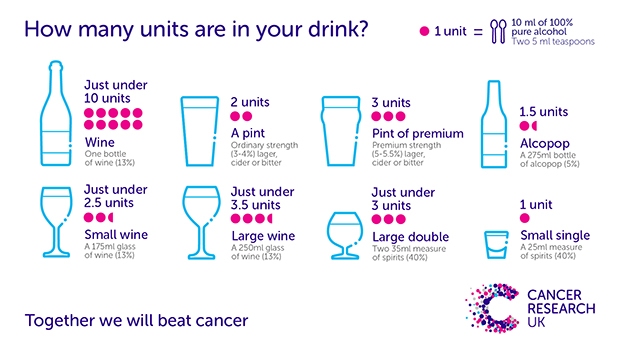 How many units are in your drink?
1 unit = 10 ml of 100%
pure alcohol
Two 5 ml teaspoons
Just under
10 units
Wine
One bottle
of wine (13%)
2 units
A pint
Ordinary strength
(3-4%) lager,
cider or bitter
3 units
Pint of premium
Premium strength
(5-5.5%) lager,
cider or bitter
1.5 units
Alcopop
A 275ml bottle
of alcopop (5%)
Just under
2.5 units
Small wine
A 175ml glass
of wine (13%)
Just under
3.5 units
Large wine
A 250ml glass
of wine (13%)
Just under
3 units
Large double
Two 35ml measure
of spirits (40%)
1 unit
Small single
A 25ml measure
of spirits (40%)
Together we will beat cancer
CANCER
RESEARCH
UK